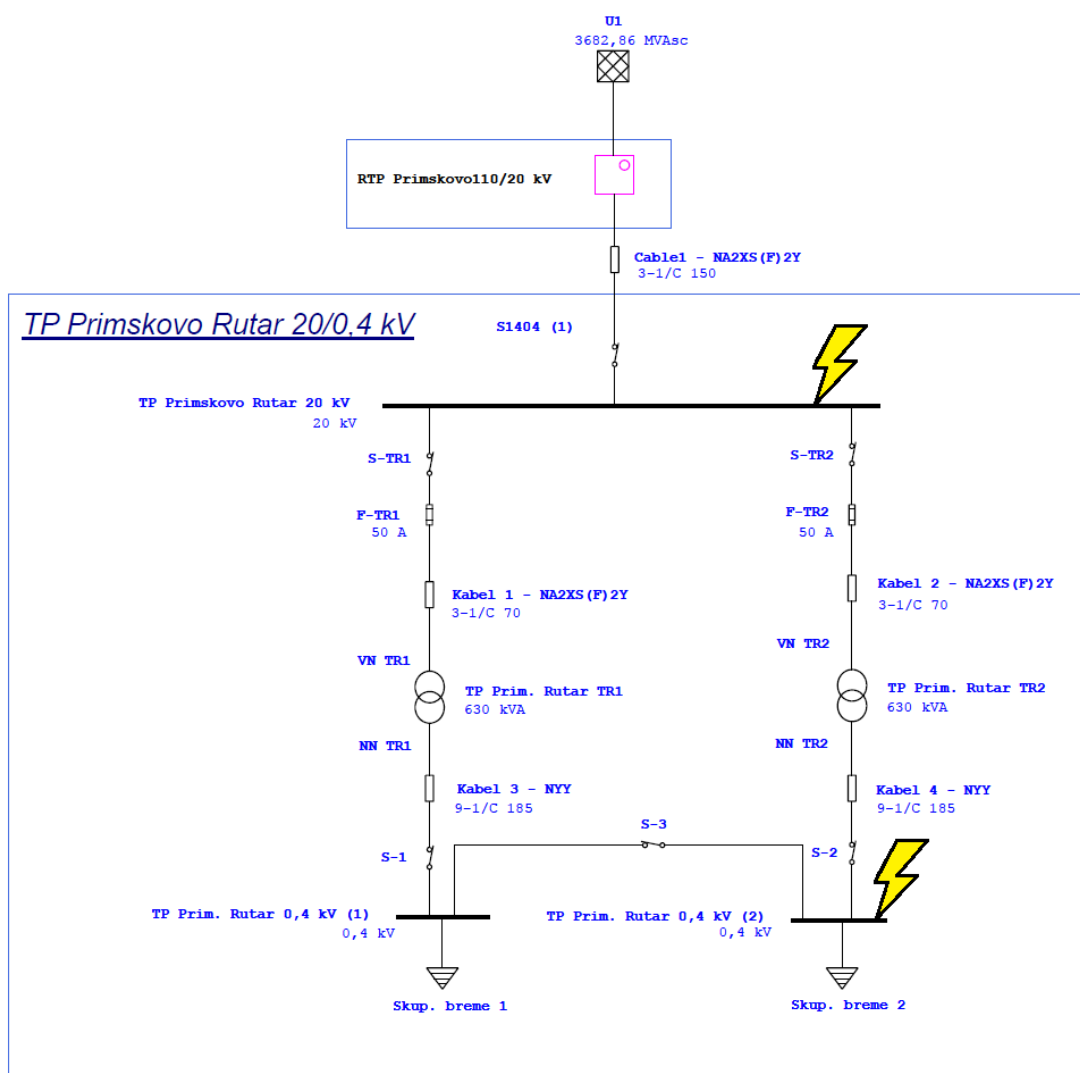 U1
3682,86 MVAsc
RTP Primskovo110/20 kV
Cable1 - NA2XS(F)2Y
3-1/C 150
TP Primskovo Rutar 20/0,4 kV
S1404 (1)
TP Primskovo Rutar 20 kV
20 kV
S-TR1
S-TR2
F-TR1
50 A
F-TR2
50 A
Kabel 1 - NA2XS(F)2Y
3-1/C 70
Kabel 2 - NA2XS(F)2Y
3-1/C 70
VN TR1
VN TR2
TP Prim. Rutar TR1
630 kVA
TP Prim. Rutar TR2
630 kVA
NN TR1
NN TR2
Kabel 3 - NYY
9-1/C 185
Kabel 4 - NYY
9-1/C 185
S-3
S-1
S-2
TP Prim. Rutar 0,4 kV (1)
0,4 kV
TP Prim. Rutar 0,4 kV (2)
0,4 kV
Skup. breme 1
Skup. breme 2